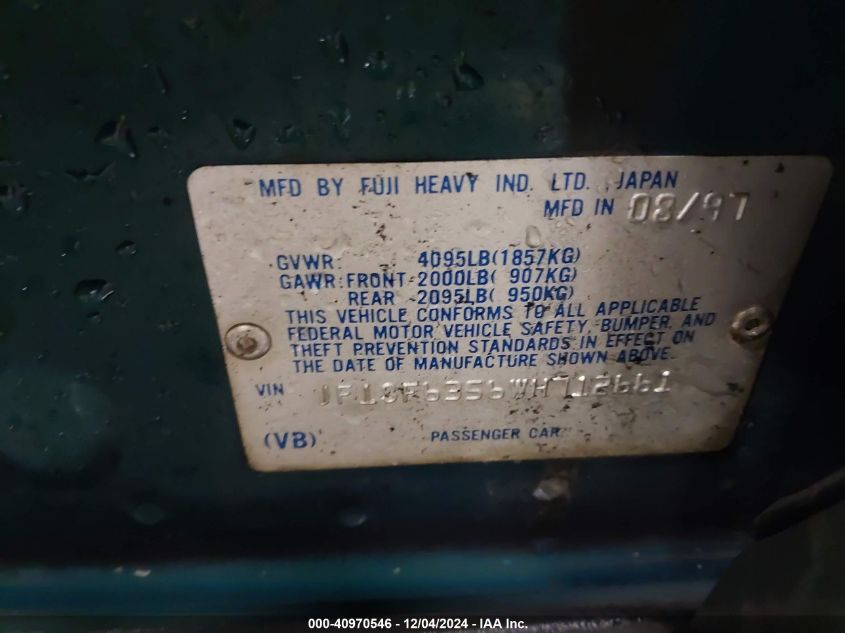 MFD BY FUJI HEAVY IND. LTD. JAPAN
MFD IN 08/97
GVWR 4095LB(1857KG)
GAWR:FRONT 2000LB( 907KG)
REAR 2095LB( 950KG)
THIS VEHICLE CONFORMS TO ALL APPLICABLE
FEDERAL MOTOR VEHICLE SAFETY, BUMPER, AND
THEFT PREVENTION STANDARDS IN EFFECT ON
THE DATE OF MANUFACTURE SHOWN ABOVE.
VIN JF1SF6356WH712661
(VB) PASSENGER CAR
000-40970546 - 12/04/2024 - IAA Inc.